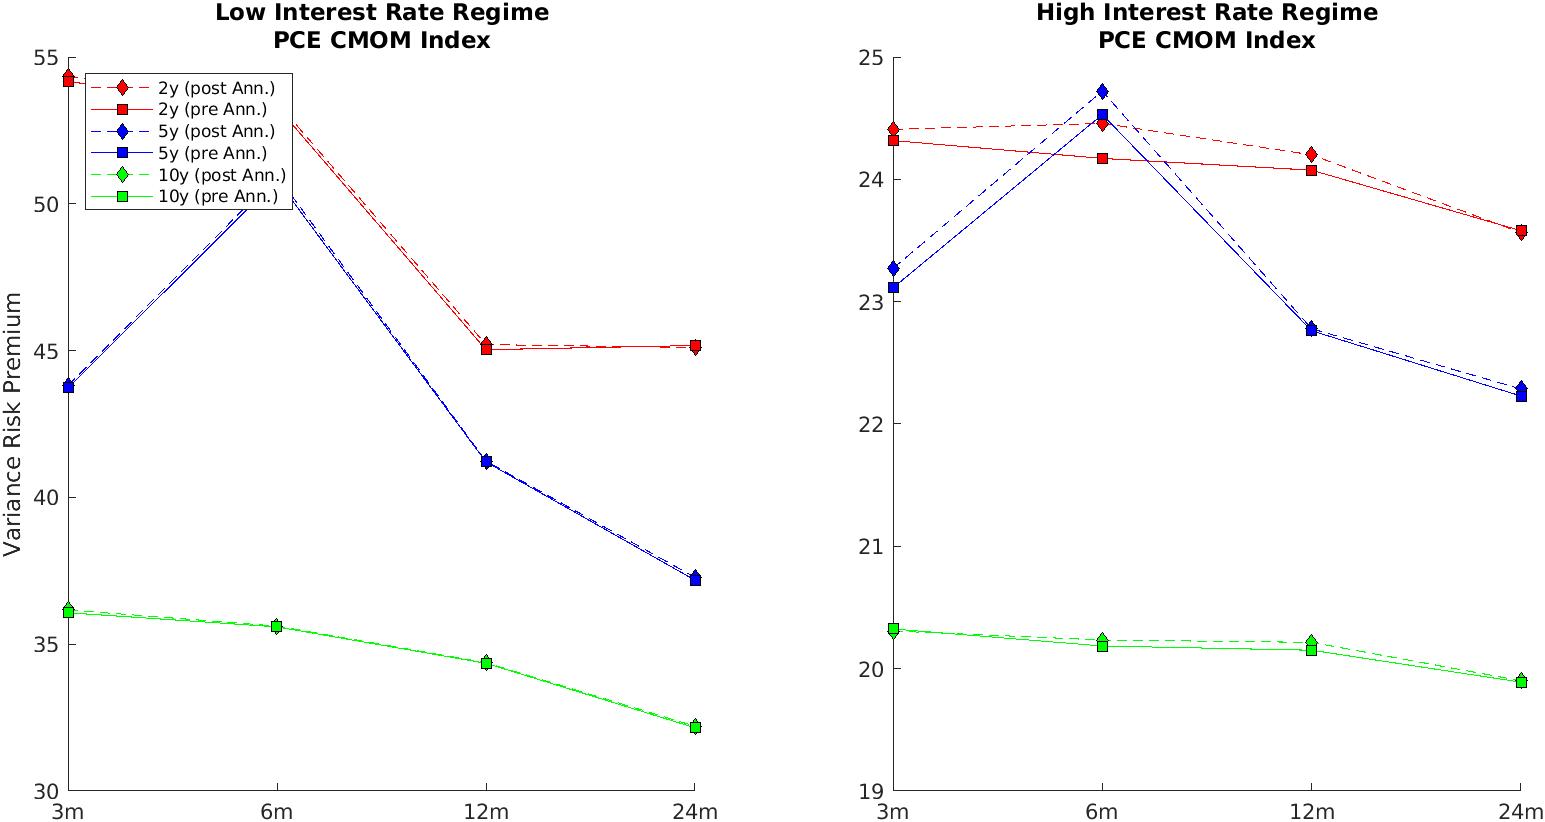 Low Interest Rate Regime
PCE CMOM Index
55
50
45
40
35
30
Variance Risk Premium
3m
6m
12m
24m
2y (post Ann.)
2y (pre Ann.)
5y (post Ann.)
5y (pre Ann.)
10y (post Ann.)
10y (pre Ann.)
High Interest Rate Regime
PCE CMOM Index
25
24
23
22
21
20
19
3m
6m
12m
24m